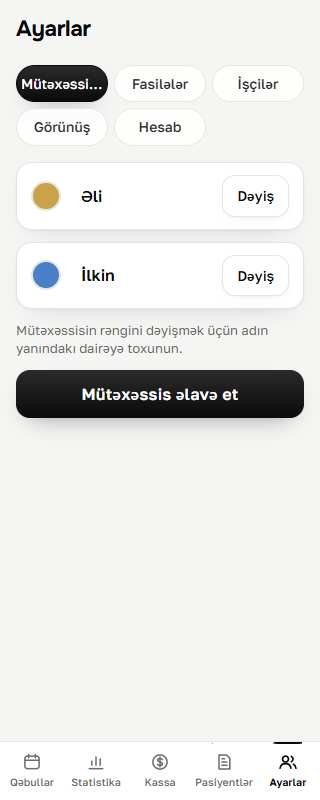 Ayarlar
Mütəxəssi...
Fasilələr
İşçilər
Görünüş
Hesab
Əli
Dəyiş
İlkin
Dəyiş
Mütəxəssisin rəngini dəyişmək üçün adın
yanındakı dairəyə toxunun.
Mütəxəssis əlavə et
Qəbullar
Statistika
Kassa
Pasiyentlər
Ayarlar